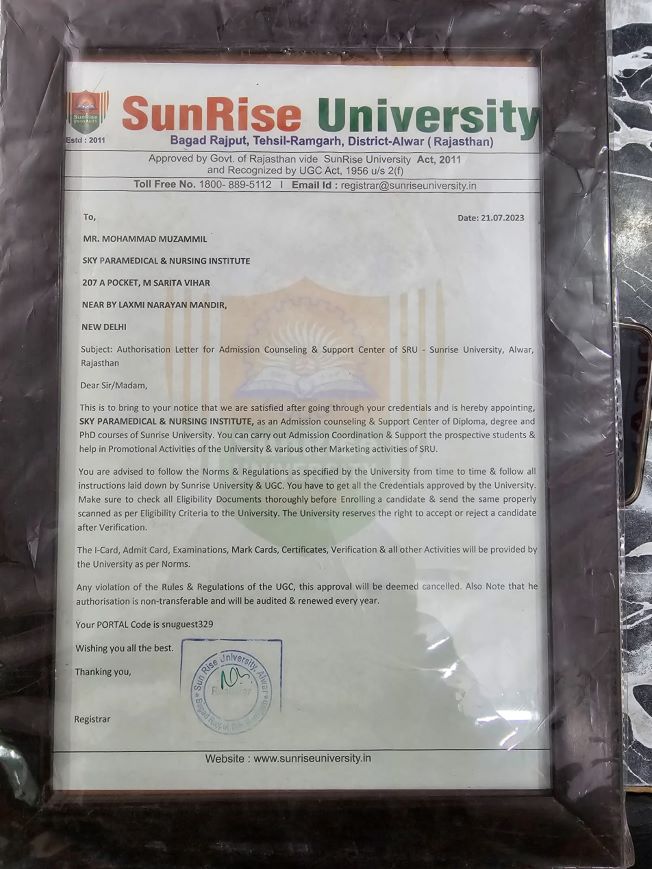 SunRise University
Estd : 2011
Bagad Rajput, Tehsil-Ramgarh, District-Alwar ( Rajasthan)
Approved by Govt. of Rajasthan vide SunRise University Act, 2011
and Recognized by UGC Act, 1956 u/s 2(f)
Toll Free No. 1800- 889-5112 I Email Id : registrar@sunriseuniversity.in
To,
Date: 21.07.2023
MR. MOHAMMAD MUZAMMIL
SKY PARAMEDICAL & NURSING INSTITUTE
207 A POCKET, M SARITA VIHAR
NEAR BY LAXMI NARAYAN MANDIR,
NEW DELHI
Subject: Authorisation Letter for Admission Counseling & Support Center of SRU - Sunrise University, Alwar,
Rajasthan
Dear Sir/Madam,
This is to bring to your notice that we are satisfied after going through your credentials and is hereby appointing,
SKY PARAMEDICAL & NURSING INSTITUTE, as an Admission counseling & Support Center of Diploma, degree and
PhD courses of Sunrise University. You can carry out Admission Coordination & Support the prospective students &
help in Promotional Activities of the University & various other Marketing activities of SRU.
You are advised to follow the Norms & Regulations as specified by the University from time to time & follow all
instructions laid down by Sunrise University & UGC. You have to get all the Credentials approved by the University.
Make sure to check all Eligibility Documents thoroughly before Enrolling a candidate & send the same properly
scanned as per Eligibility Criteria to the University. The University reserves the right to accept or reject a candidate
after Verification.
The I-Card, Admit Card, Examinations, Mark Cards, Certificates, Verification & all other Activities will be provided by
the University as per Norms.
Any violation of the Rules & Regulations of the UGC, this approval will be deemed cancelled. Also Note that he
authorisation is non-transferable and will be audited & renewed every year.
Your PORTAL Code is snuguest329
Wishing you all the best.
Thanking you,
Sun Rise University, Alwar
Registrar
Website : www.sunriseuniversity.in